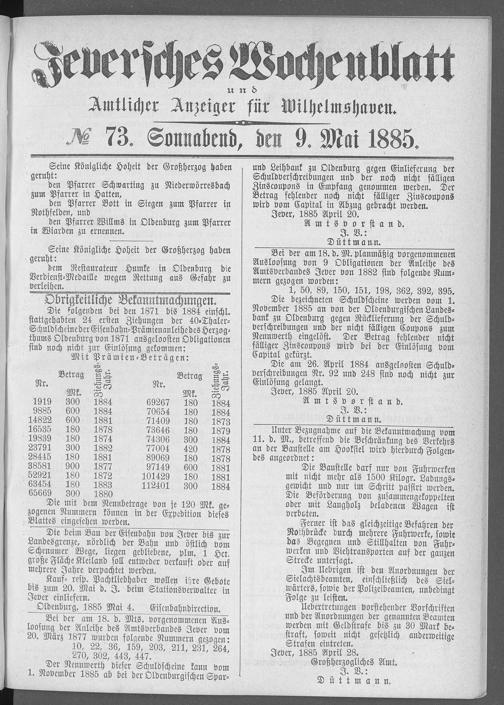 Jeversches Wochenblatt
und
Amtlicher Anzeiger für Wilhelmshaven.
№ 73. Sonnabend, den 9. Mai 1885.
Seine Königliche Hoheit der Großherzog haben
geruht:
den Pfarrer Schwarting zu Niederwörresbach
zum Pfarrer in Hatten,
den Pfarrer Bott in Siegen zum Pfarrer in
Nothfelden, und
den Pfarrer Willms in Oldenburg zum Pfarrer
in Wiarden zu ernennen.
Seine Königliche Hoheit der Großherzog haben
geruht:
dem Restaurateur Humke in Oldenburg die
Verdienst-Medaille wegen Rettung aus Gefahr zu
verleihen.
Obrigkeitliche Bekanntmachungen.
Die folgenden bei den 1871 bis 1884 einschl.
stattgehabten 24 ersten Ziehungen der 40-Thaler-
Schuldscheine der Eisenbahn-Prämienanleihe des Herzog-
thums Oldenburg von 1871 ausgeloosten Obligationen
sind noch nicht zur Einlösung gekommen:
Mit Prämien-Beträgen:
Nr. Betrag Mk. Ziehungs-Jahr. Nr. Betrag Mk. Ziehungs-Jahr.
1919 300 1884 69267 180 1884
9885 600 1884 70654 180 1884
14822 600 1881 71409 180 1873
16535 180 1878 73646 180 1879
19839 180 1874 74306 300 1884
23791 300 1882 77004 420 1878
28445 180 1881 89069 180 1880
38581 900 1877 97149 600 1881
52921 180 1872 101429 180 1881
63454 180 1883 112401 300 1884
65669 300 1880
Die mit dem Nennbetrage von je 120 Mk. ge-
zogenen Nummern können in der Expedition dieses
Blatts eingesehen werden.
Die beim Bau der Eisenbahn von Jever bis zur
Landesgrenze, nördlich der Bahn östlich vom
Schenumer Wege, liegen gebliebene, plm. 1 Hect.
große Fläche Kleiland soll entweder verkauft oder auf
mehrere Jahre verpachtet werden.
Kauf- resp. Pachtliebhaber wollen ihre Gebote
bis zum 20. Mai d. J. beim Stationsverwalter in
Jever einliefern.
Oldenburg, 1885 Mai 4. Eisenbahndirection.
Bei der am 18. d. Mts. vorgenommenen Aus-
loosung der Anleihe des Amtsverbandes Jever vom
20. März 1877 wurden folgende Nummern gezogen:
10, 22, 36, 159, 203, 211, 231, 264,
270, 302, 443, 447.
Der Nennwerth dieser Schuldscheine kann vom
1. November 1885 ab bei der Oldenburgischen Spar-
und Leihbank zu Oldenburg gegen Einlieferung der
Schuldverschreibungen und der noch nicht fälligen
Zinscoupons in Empfang genommen werden. Der
Betrag fehlender noch nicht fälliger Zinscoupons
wird vom Capital in Abzug gebracht werden.
Jever, 1885 April 20.
Amtsvorstand.
J. V.:
Düttmann.
Bei der am 18. d. M. planmäßig vorgenommenen
Ausloosung von 9 Obligationen der Anleihe des
Amtsverbandes Jever von 1882 sind folgende Num-
mern gezogen worden:
1, 50, 89, 150, 151, 198, 362, 392, 395.
Die bezeichneten Schuldscheine werden vom 1.
November 1885 an von der Oldenburgischen Landes-
bank zu Oldenburg gegen Rücklieferung der Schuld-
verschreibungen und der nicht fälligen Coupons zum
Nennwerth eingelöst. Der Betrag fehlender nicht
fälliger Zinscoupons wird bei der Einlösung vom
Capital gekürzt.
Die am 26. April 1884 ausgeloosten Schuld-
verschreibungen Nr. 92 und 248 sind noch nicht zur
Einlösung gelangt.
Jever, 1885 April 20.
Amtsvorstand.
J. V.:
Düttmann.
Unter Bezugnahme auf die Bekanntmachung vom
11. d. M., betreffend die Beschränkung des Verkehrs
an der Baustelle am Hooksiel wird hierdurch Folgen-
des angeordnet:
Die Baustelle darf nur von Fuhrwerken
mit nicht mehr als 1500 Kilogr. Ladungs-
gewicht und nur im Schritt passirt werden.
Die Beförderung von zusammengekoppelten
oder mit Langholz beladenen Wagen ist
verboten.
Ferner ist das gleichzeitige Befahren der
Nothbrücke durch mehrere Fuhrwerke, sowie
das Begegnen und Stillhalten von Fuhr-
werken und Viehtransporten auf der ganzen
Strecke untersagt.
Im Uebrigen ist den Anordnungen der
Sielachtsbeamten, einschließlich des Siel-
wärters, sowie der Polizeibeamten, unbedingt
Folge zu leisten.
Uebertretungen vorstehender Vorschriften
und der Anordnungen der genannten Beamten
werden mit Geldstrafe bis zu 30 Mark be-
straft, soweit nicht gesetzlich anderweitige
Strafen eintreten.
Jever, 1885 April 28.
Großherzogliches Amt.
J. V.:
Düttmann.